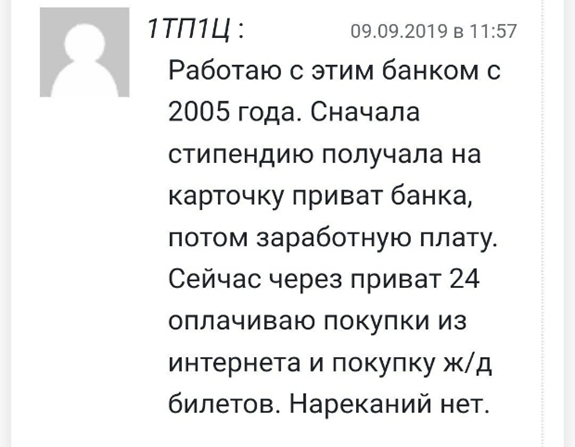 1ТП1Ц : 09.09.2019 в 11:57
Работаю с этим банком с
2005 года. Сначала
стипендию получала на
карточку приват банка,
потом заработную плату.
Сейчас через приват 24
оплачиваю покупки из
интернета и покупку ж/д
билетов. Нареканий нет.